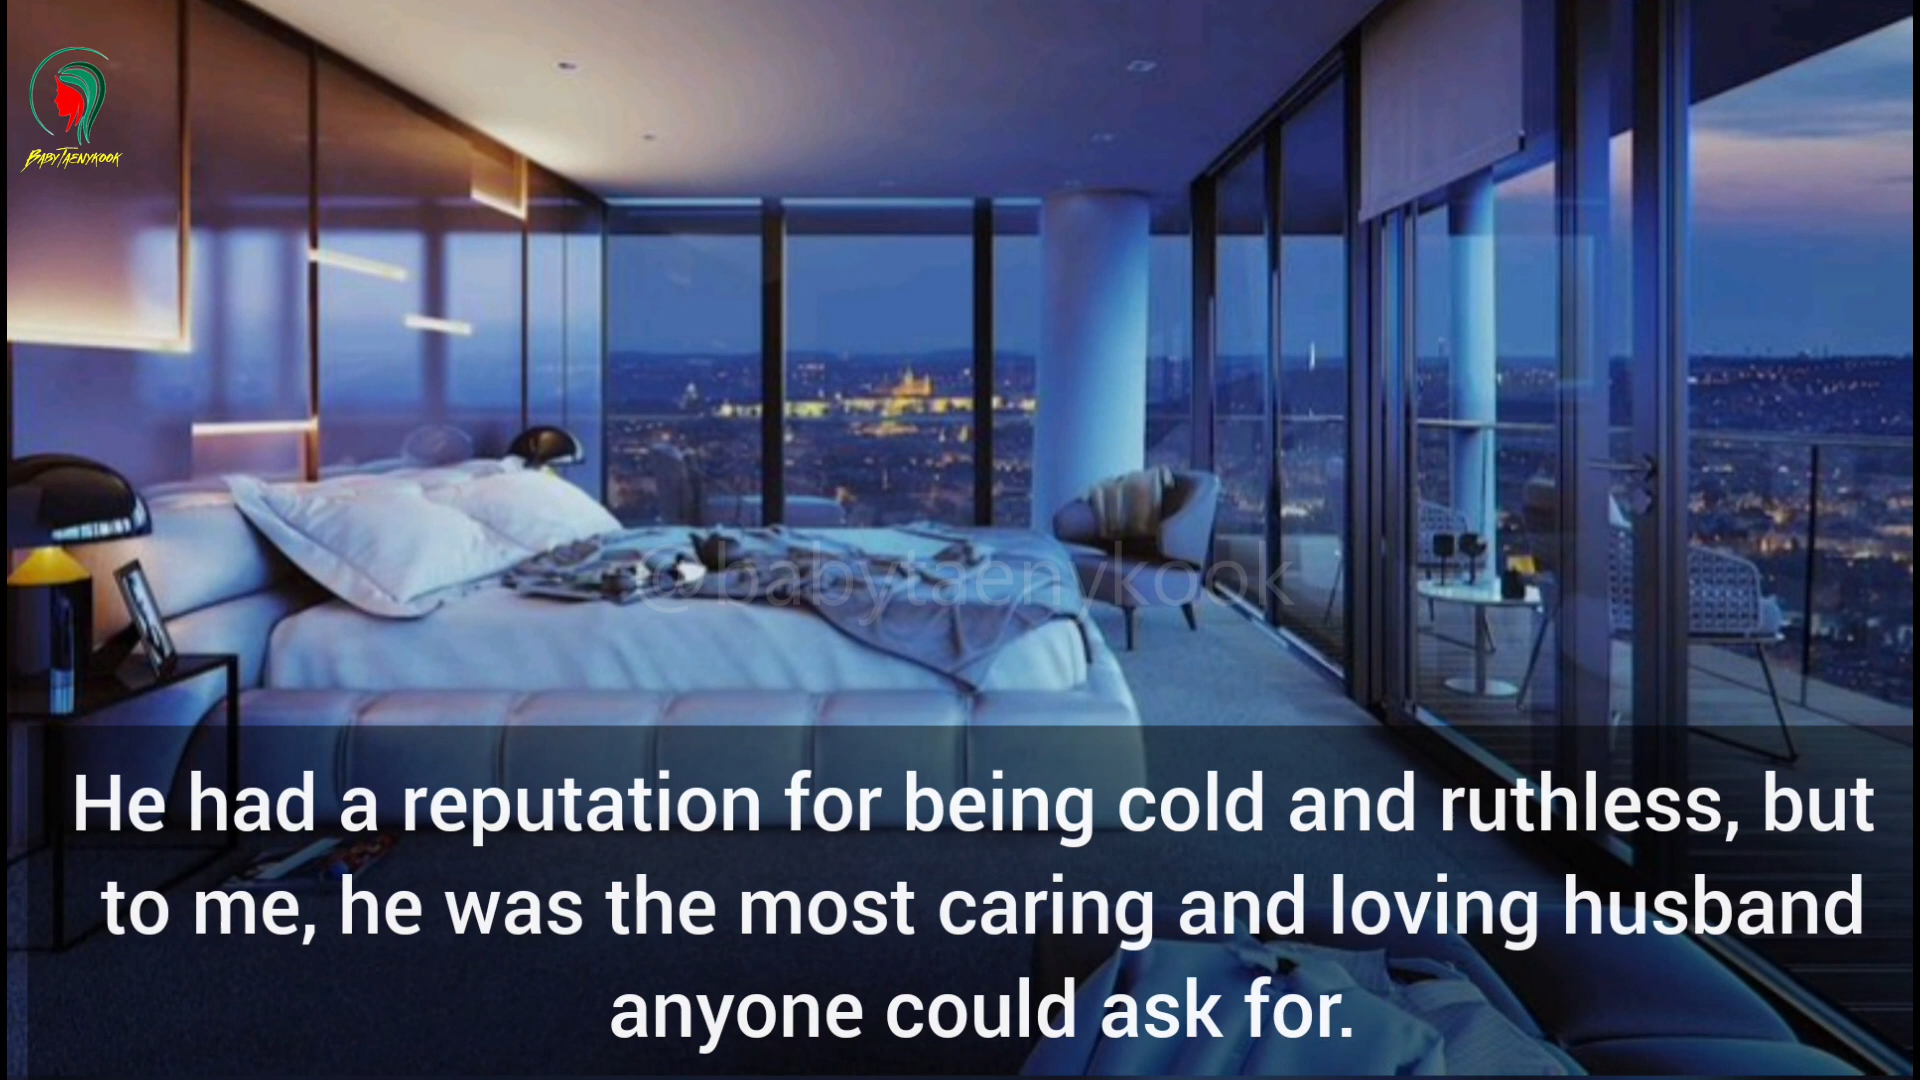 BABYTAENYKOOK
@babytaenykook
He had a reputation for being cold and ruthless, but
to me, he was the most caring and loving husband
anyone could ask for.